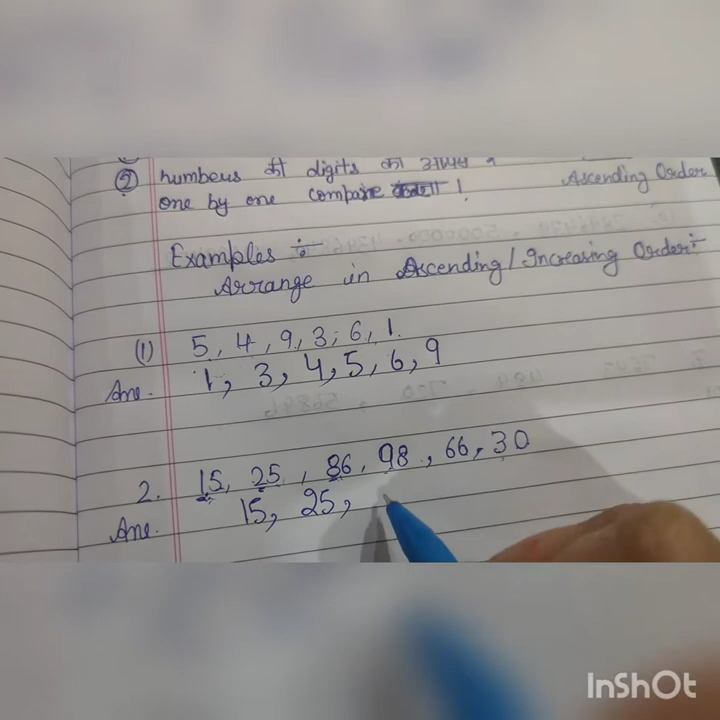 ② numbers की digits का
one by one compare करना !
Ascending Order
Examples ÷
Arrange in Ascending/Increasing Order÷
(1) 5, 4, 9, 3, 6, 1.
Ans. 1, 3, 4, 5, 6, 9
2. 15, 25, 86, 98, 66, 30
Ans. 15, 25,
InShOt